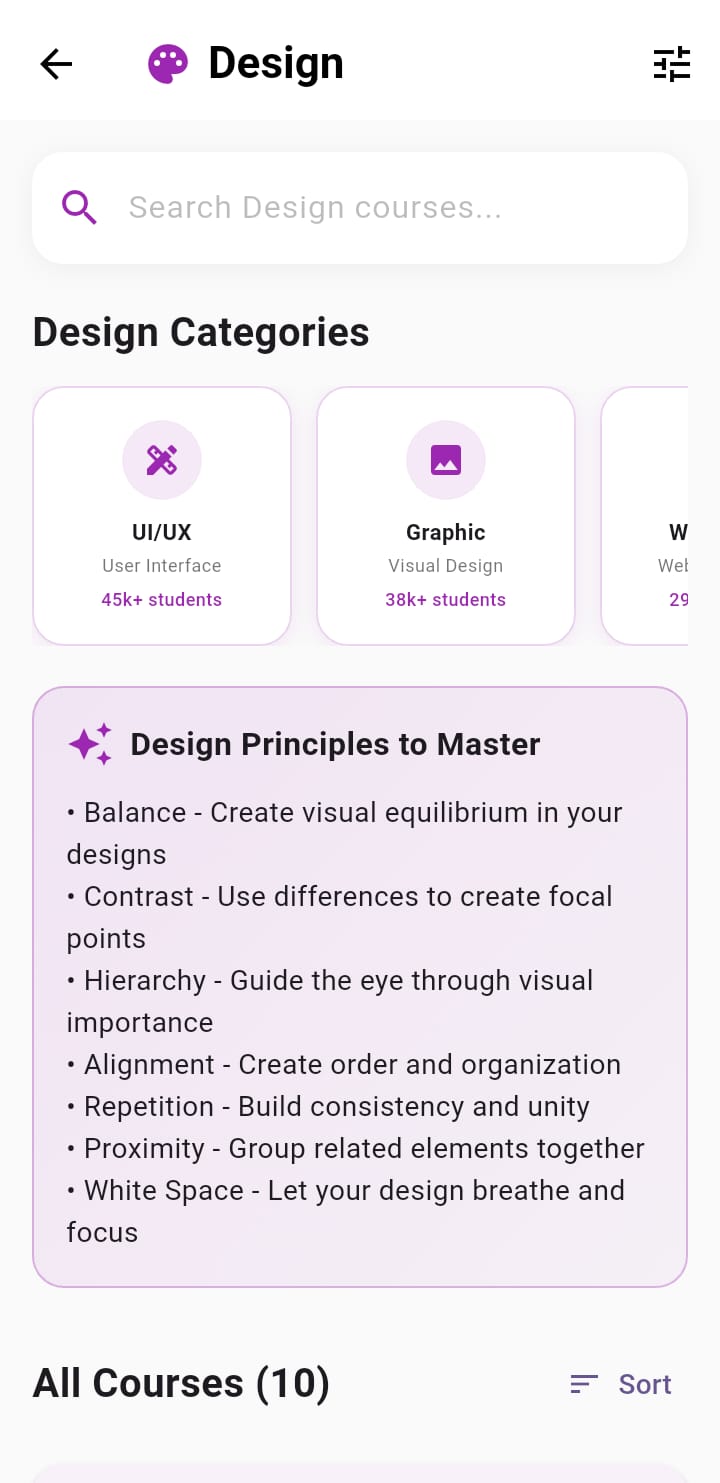 Design
Search Design courses...
Design Categories
UI/UX
User Interface
45k+ students
Graphic
Visual Design
38k+ students
Design Principles to Master
• Balance - Create visual equilibrium in your
designs
• Contrast - Use differences to create focal
points
• Hierarchy - Guide the eye through visual
importance
• Alignment - Create order and organization
• Repetition - Build consistency and unity
• Proximity - Group related elements together
• White Space - Let your design breathe and
focus
All Courses (10)
Sort